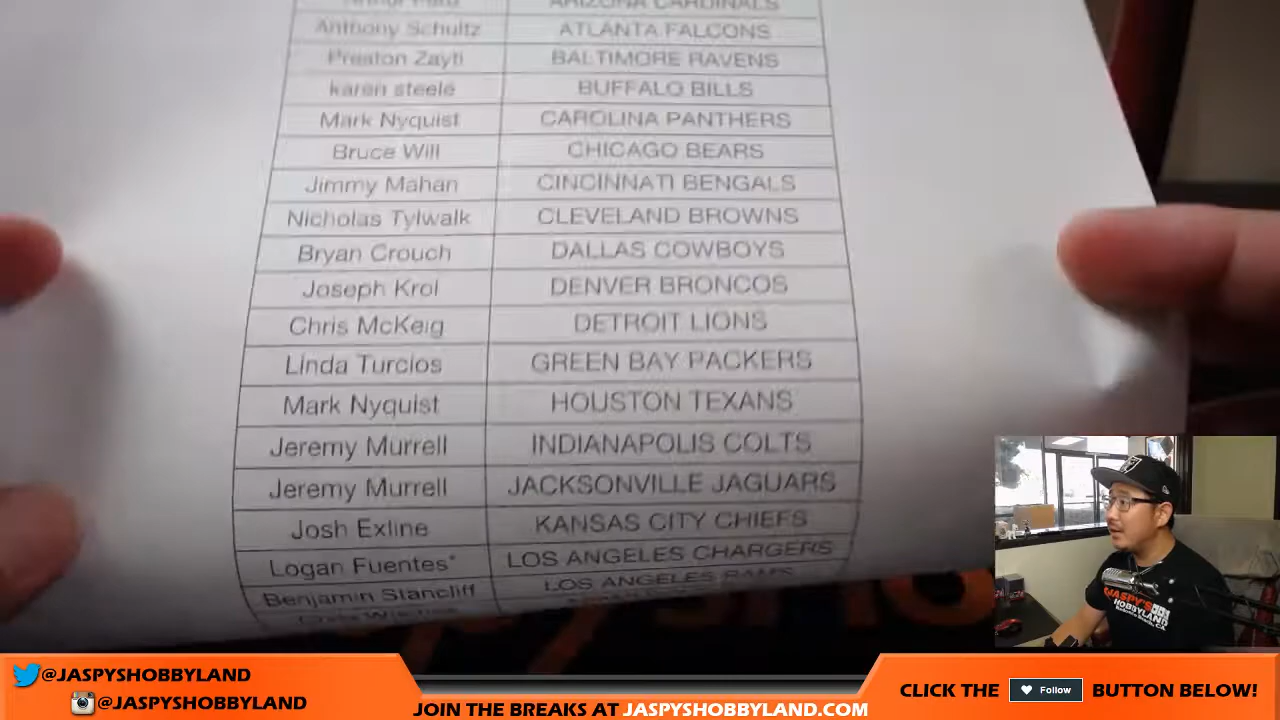 ARIZONA CARDINALS
Anthony Schultz ATLANTA FALCONS
Preston Zayti BALTIMORE RAVENS
karen steele BUFFALO BILLS
Mark Nyquist CAROLINA PANTHERS
Bruce Will CHICAGO BEARS
Jimmy Mahan CINCINNATI BENGALS
Nicholas Tylwalk CLEVELAND BROWNS
Bryan Crouch DALLAS COWBOYS
Joseph Krol DENVER BRONCOS
Chris McKeig DETROIT LIONS
Linda Turcios GREEN BAY PACKERS
Mark Nyquist HOUSTON TEXANS
Jeremy Murrell INDIANAPOLIS COLTS
Jeremy Murrell JACKSONVILLE JAGUARS
Josh Exline KANSAS CITY CHIEFS
Logan Fuentes* LOS ANGELES CHARGERS
Benjamin Stancliff LOS ANGELES RAMS
JASPY'S
HOBBYLAND
@JASPYSHOBBYLAND
@JASPYSHOBBYLAND
JOIN THE BREAKS AT JASPYSHOBBYLAND.COM
CLICK THE Follow BUTTON BELOW!